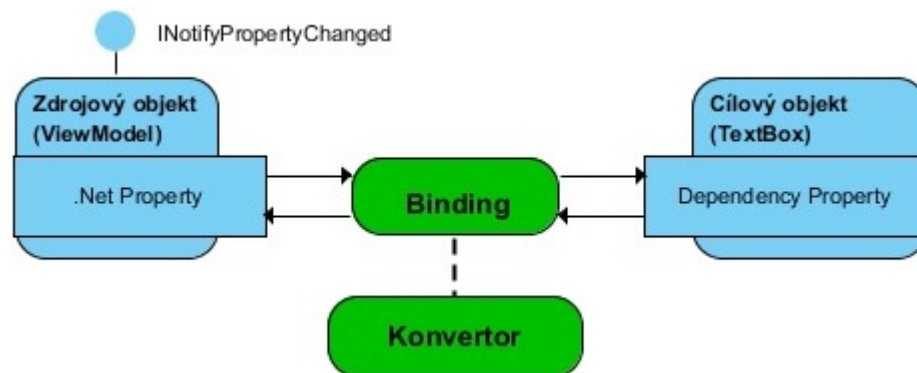 INotifyPropertyChanged
Zdrojový objekt
(ViewModel)
.Net Property
Binding
Konvertor
Cílový objekt
(TextBox)
Dependency Property